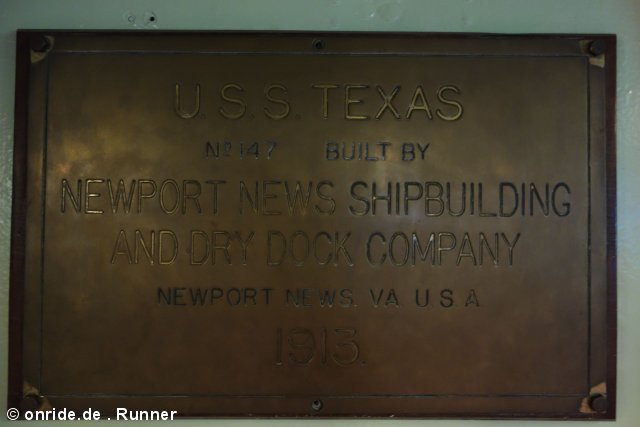 U.S.S. TEXAS
Nº 147 BUILT BY
NEWPORT NEWS SHIPBUILDING
AND DRY DOCK COMPANY
NEWPORT NEWS. VA. U.S.A.
1913.
© onride.de . Runner